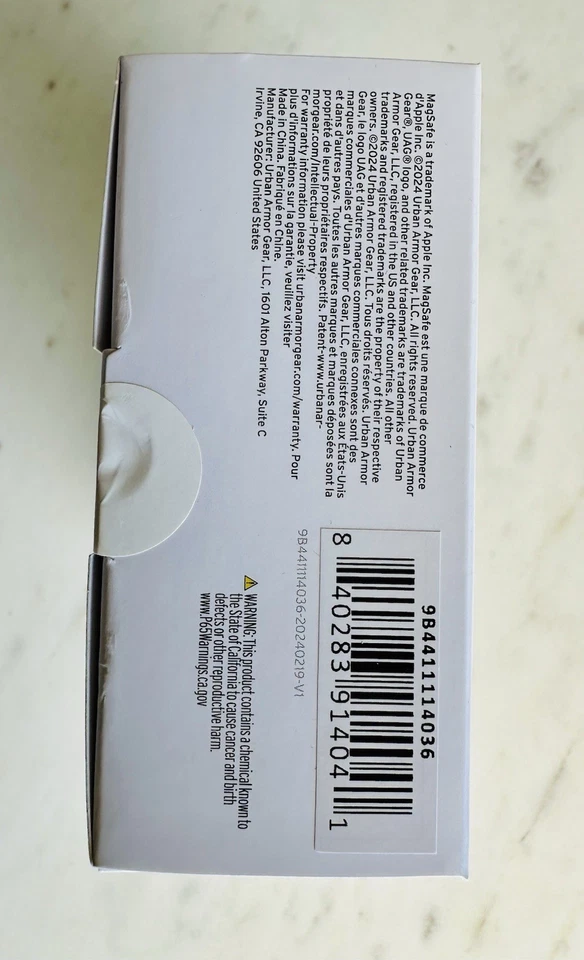 MagSafe is a trademark of Apple Inc. MagSafe est une marque de commerce
d'Apple Inc. ©2024 Urban Armor Gear, LLC. All rights reserved. Urban Armor
Gear®, UAG® logo, and other related trademarks are trademarks of Urban
Armor Gear, LLC, registered in the US and other countries. All other
trademarks and registered trademarks are the property of their respective
owners. ©2024 Urban Armor Gear, LLC. Tous droits réservés. Urban Armor
Gear, le logo UAG et d'autres marques commerciales connexes sont des
marques commerciales d'Urban Armor Gear, LLC, enregistrées aux États-Unis
et dans d'autres pays. Toutes les autres marques et marques déposées sont la
propriété de leurs propriétaires respectifs. Patent-www.urbanar-
morgear.com/Intellectual-Property
For warranty information please visit urbanarmorgear.com/warranty. Pour
plus d'informations sur la garantie, veuillez visiter
Made in China. Fabriqué en Chine.
Manufacturer: Urban Armor Gear, LLC, 1601 Alton Parkway, Suite C
Irvine, CA 92606 United States
9B4411114036
8 40283 91404 1
9B4411114036-20240219-V1
WARNING: This product contains a chemical known to
the State of California to cause cancer and birth
defects or other reproductive harm.
www.P65Warnings.ca.gov